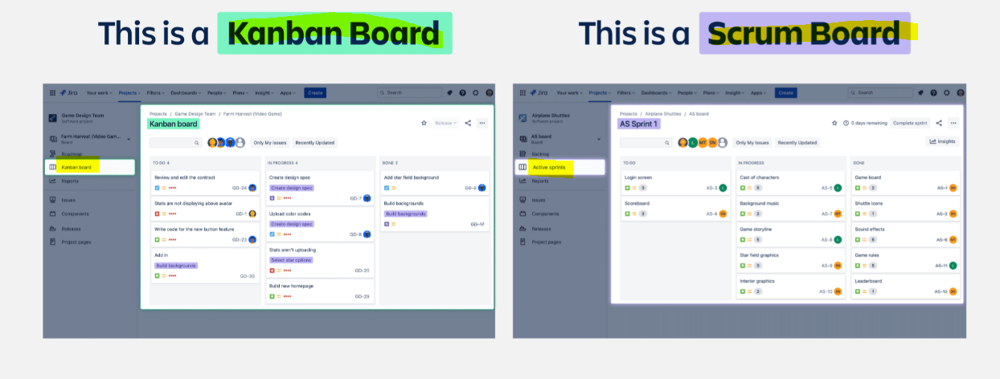 This is a Kanban Board
This is a Scrum Board
Jira Your work Projects Filters Dashboards People Plans Insight Apps Create Search
Game Design Team
Software project
Farm Harvest (Video Gam...
Board
Roadmap
Kanban board
Reports
Issues
Components
Releases
Project pages
Projects / Game Design Team / Farm Harvest (Video Game)
Kanban board
Release
Only My Issues Recently Updated
TO DO 4
Review and edit the contract
GD-24
Stats are not displaying above avatar
GD-1
Write code for the new button feature
GD-23
Add in
Build backgrounds
GD-30
IN PROGRESS 4
Create design spec
Create design spec
GD-7
Upload color codes
Create design spec
GD-8
Stats aren't uploading
Select star options
GD-20
Build new homepage
GD-29
DONE 2
Add star field background
GD-2
Build backgrounds
Build backgrounds
GD-17
Jira Your work Projects Filters Dashboards People Plans Insight Apps Create Search
Airplane Shuttles
Software project
AS board
Board
Backlog
Active sprints
Reports
Issues
Components
Releases
Project pages
Projects / Airplane Shuttles / AS board
AS Sprint 1
0 days remaining Complete sprint
L MT SN Only My Issues Recently Updated Insights
TO DO
Login screen
3 AS-3 L
Scoreboard
3 AS-4 SN
IN PROGRESS
Cast of characters
5 AS-5 L
Background music
2 AS-7 MT
Game storyline
5 AS-8 L
Star field graphics
3 AS-9 SN
Interior graphics
2 AS-10 SN
DONE
Game board
2 AS-1 SN
Shuttle icons
1 AS-2 SN
Sound effects
5 AS-6 MT
Game rules
5 AS-11 L
Leaderboard
1 AS-12 SN